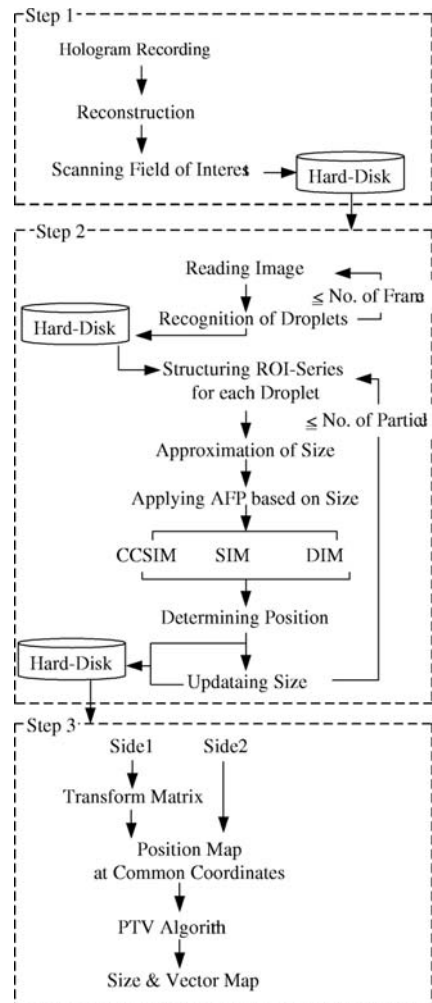 Step 1
Hologram Recording
Reconstruction
Scanning Field of Interes
Hard-Disk
Step 2
Reading Image
≦ No. of Fram
Recognition of Droplets
Hard-Disk
Structuring ROI-Series
for each Droplet
≦ No. of Partic
Approximation of Size
Applying AFP based on Size
CCSIM SIM DIM
Determining Position
Hard-Disk
Updataing Size
Step 3
Side1 Side2
Transform Matrix
Position Map
at Common Coordinates
PTV Algorith
Size & Vector Map